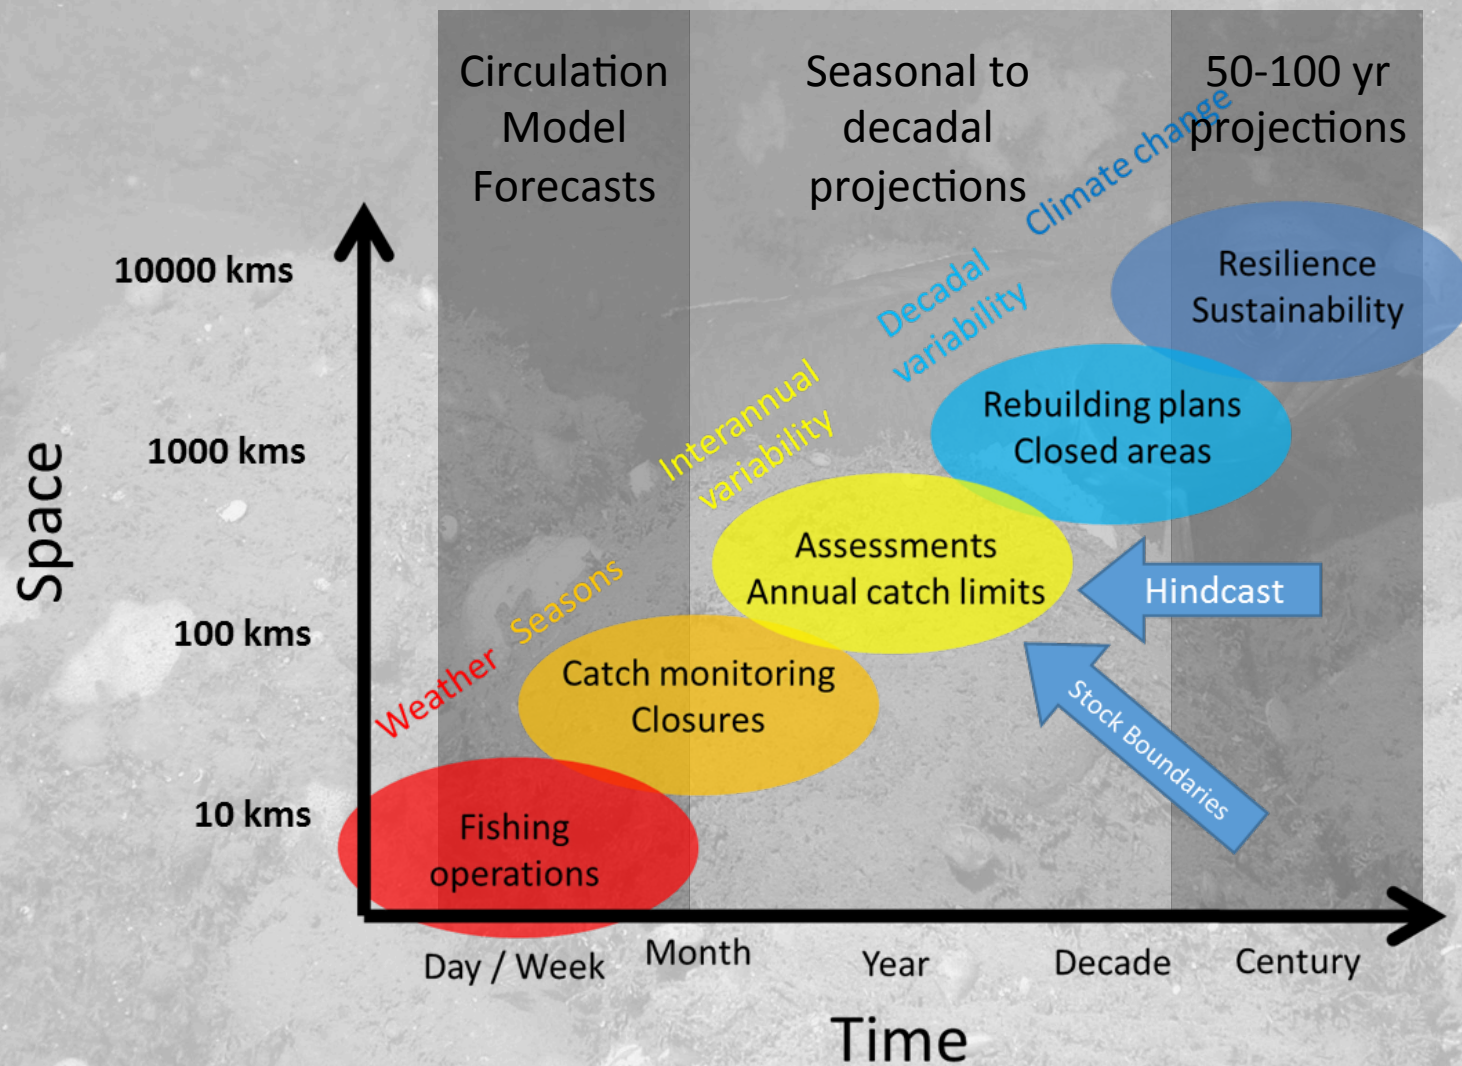 Circulation
Model
Forecasts
Seasonal to
decadal
projections
50-100 yr
projections
Climate change
Decadal
variability
Interannual
variability
Seasons
Weather
Space
10000 kms
1000 kms
100 kms
10 kms
Resilience
Sustainability
Rebuilding plans
Closed areas
Assessments
Annual catch limits
Hindcast
Stock Boundaries
Catch monitoring
Closures
Fishing
operations
Day / Week
Month
Year
Decade
Century
Time